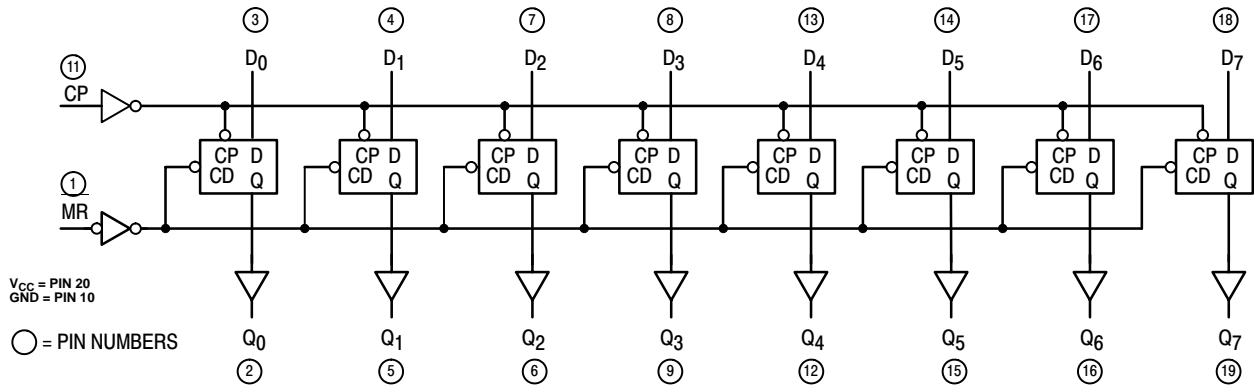 3 4 7 8 13 14 17 18
11 D0 D1 D2 D3 D4 D5 D6 D7
CP
CP D CP D CP D CP D CP D CP D CP D CP D
1 CD Q CD Q CD Q CD Q CD Q CD Q CD Q CD Q
MR
VCC = PIN 20
GND = PIN 10
= PIN NUMBERS Q0 Q1 Q2 Q3 Q4 Q5 Q6 Q7
2 5 6 9 12 15 16 19